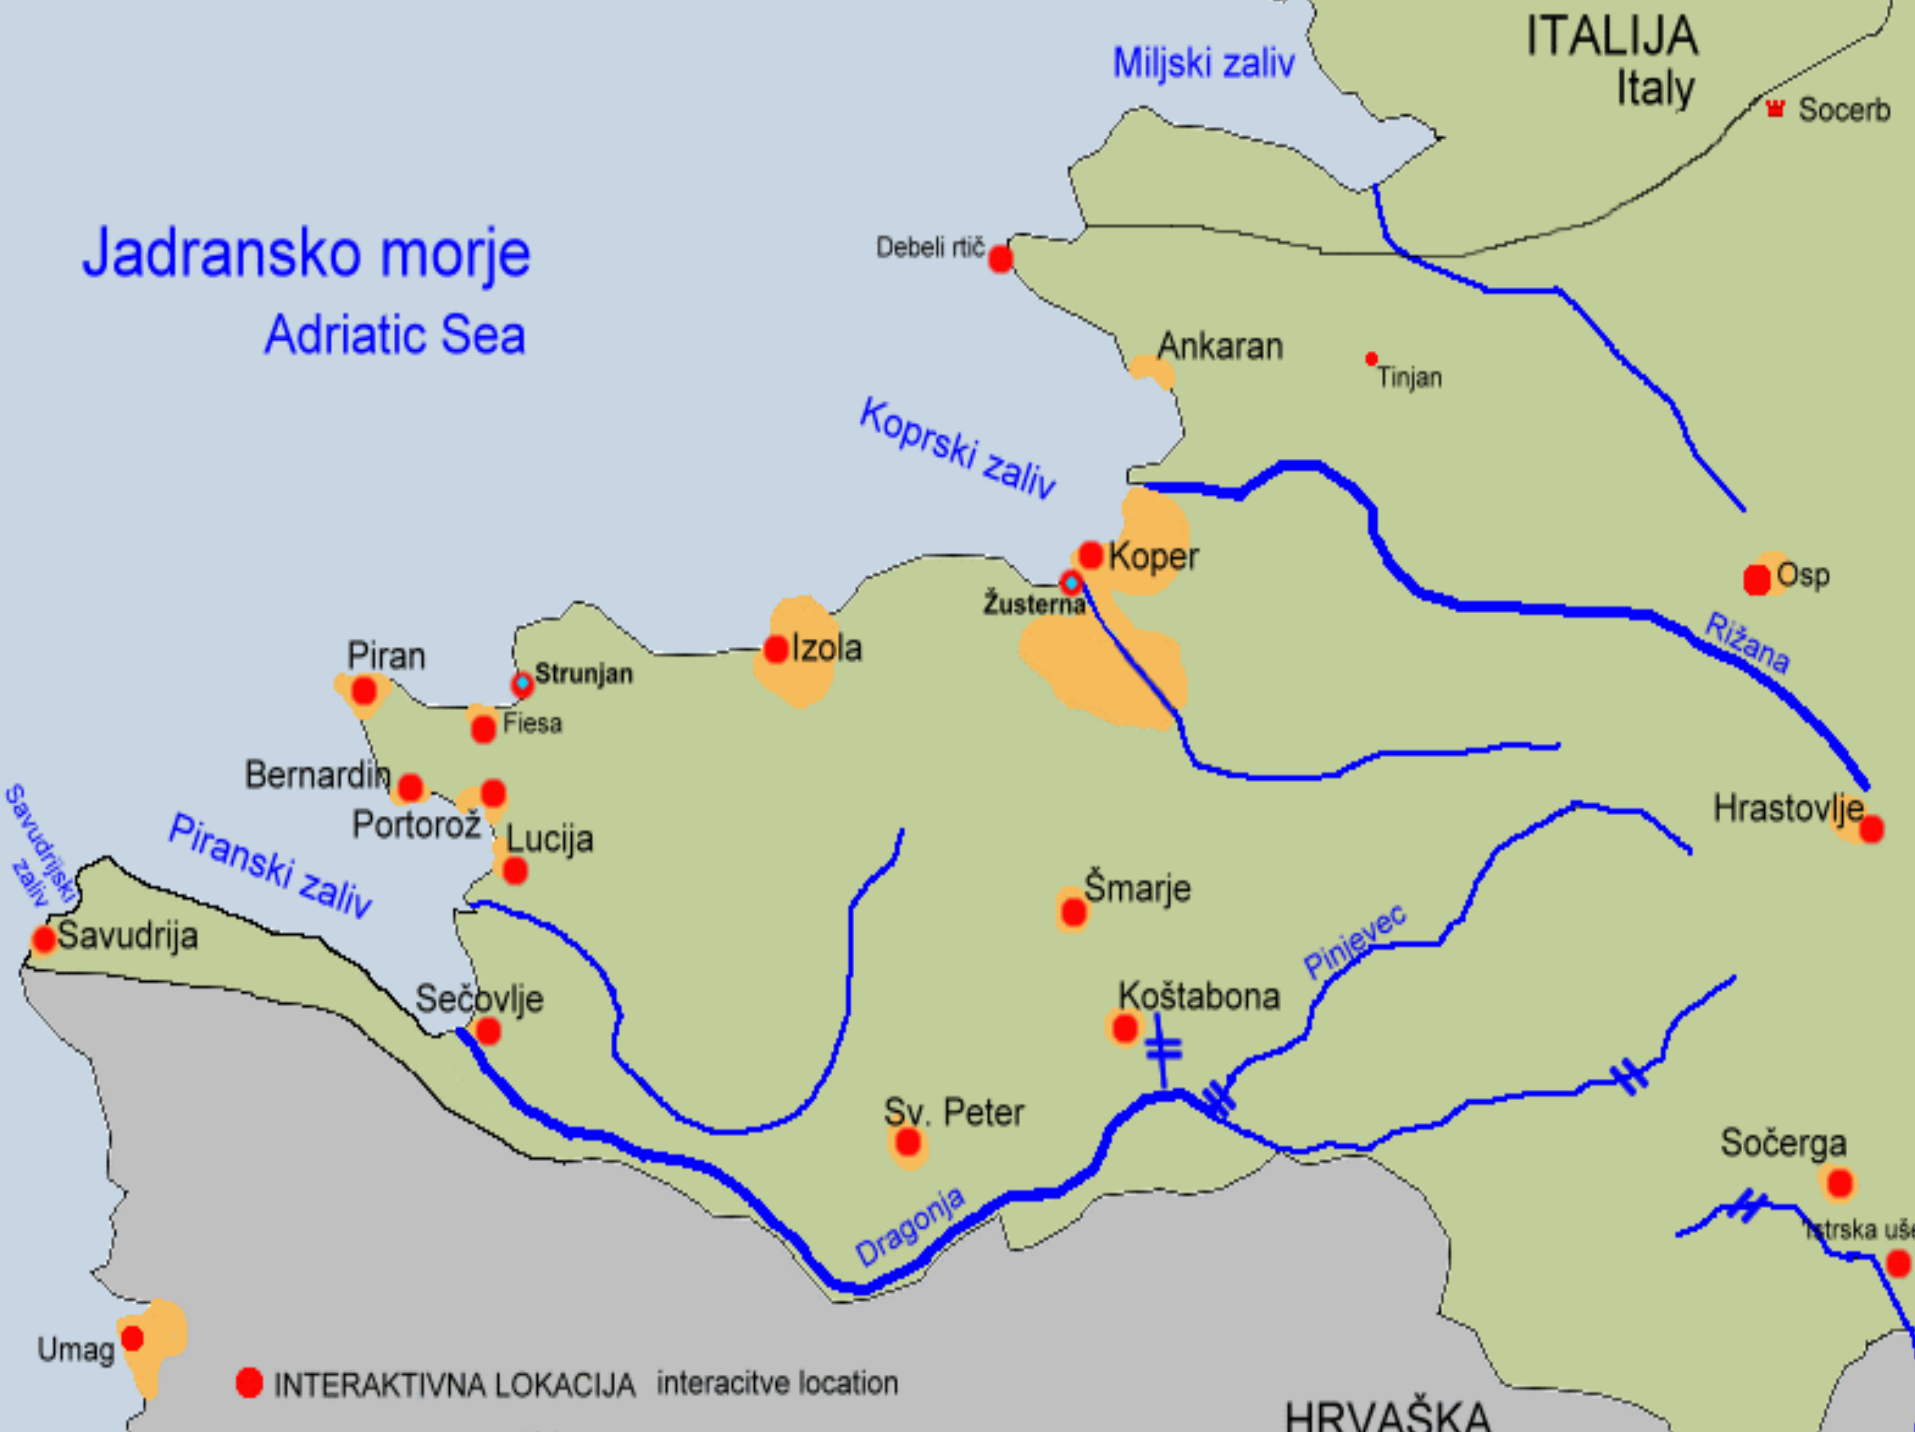 ITALIJA
Italy
Miljski zaliv
Socerb
Jadransko morje
Adriatic Sea
Debeli rtič
Ankaran
Tinjan
Koprski zaliv
Koper
Žusterna
Osp
Rižana
Izola
Piran
Strunjan
Fiesa
Bernardin
Portorož
Lucija
Hrastovlje
Savudrijski
zaliv
Piranski zaliv
Šmarje
Savudrija
Pinjevec
Sečovlje
Koštabona
Sv. Peter
Sočerga
Dragonja
Istrska uše
Umag
INTERAKTIVNA LOKACIJA interacitve location
HRVAŠKA